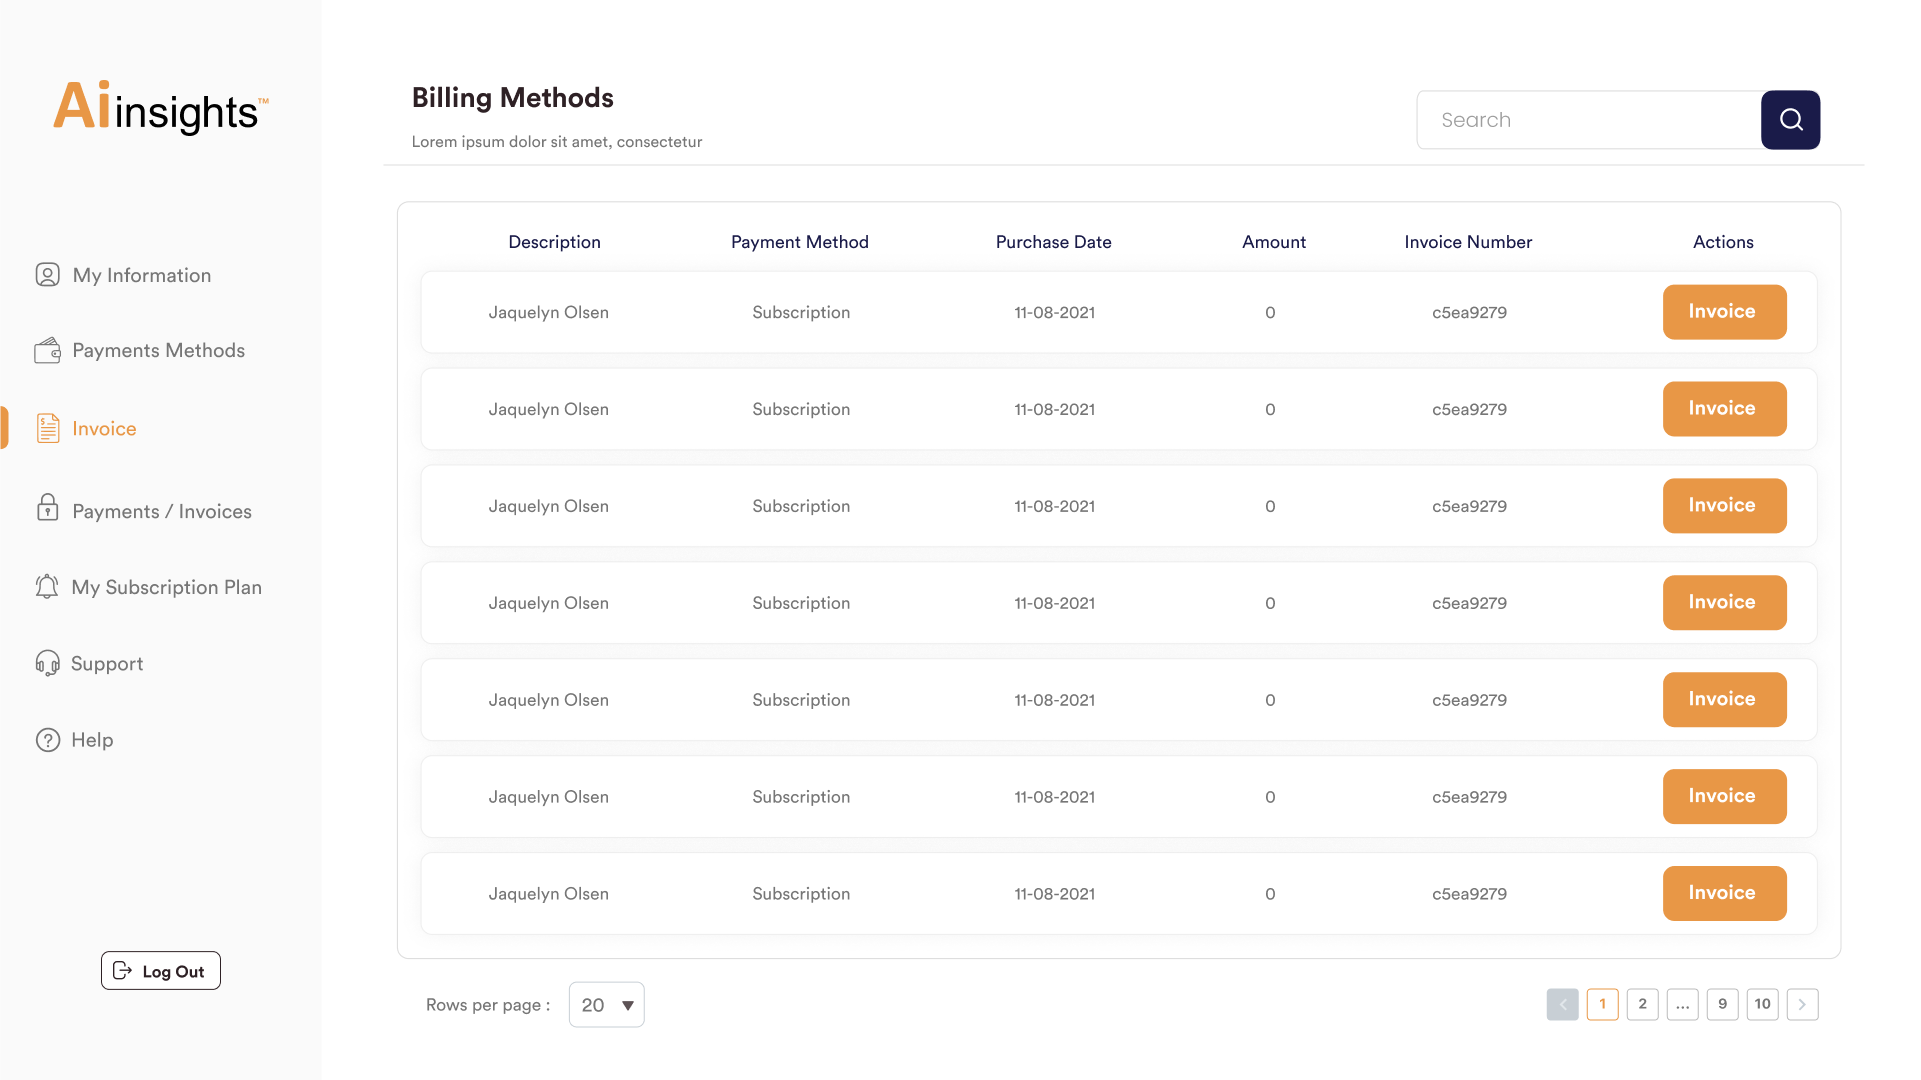 Ai insights™
My Information
Payments Methods
Invoice
Payments / Invoices
My Subscription Plan
Support
Help
Log Out
Billing Methods
Lorem ipsum dolor sit amet, consectetur
Search
Description Payment Method Purchase Date Amount Invoice Number Actions
Jaquelyn Olsen Subscription 11-08-2021 0 c5ea9279 Invoice
Jaquelyn Olsen Subscription 11-08-2021 0 c5ea9279 Invoice
Jaquelyn Olsen Subscription 11-08-2021 0 c5ea9279 Invoice
Jaquelyn Olsen Subscription 11-08-2021 0 c5ea9279 Invoice
Jaquelyn Olsen Subscription 11-08-2021 0 c5ea9279 Invoice
Jaquelyn Olsen Subscription 11-08-2021 0 c5ea9279 Invoice
Jaquelyn Olsen Subscription 11-08-2021 0 c5ea9279 Invoice
Rows per page : 20 1 2 ... 9 10